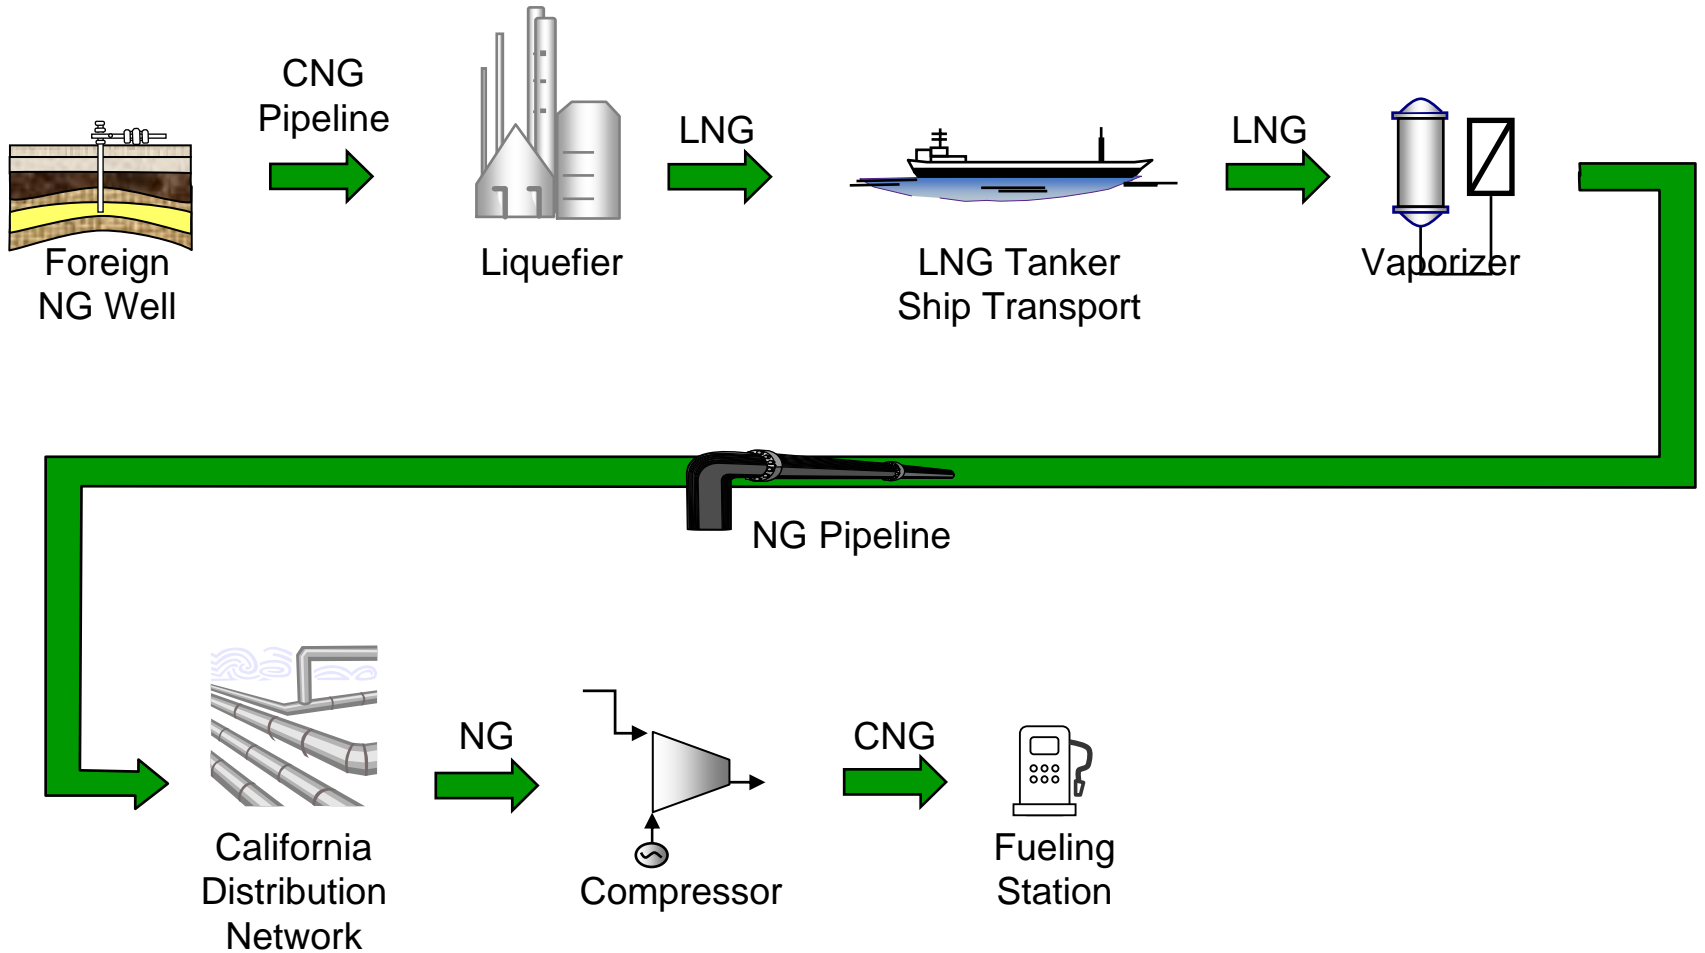 CNG
Pipeline
LNG
LNG
Foreign
NG Well
Liquefier
LNG Tanker
Ship Transport
Vaporizer
NG Pipeline
NG
CNG
California
Distribution
Network
Compressor
Fueling
Station